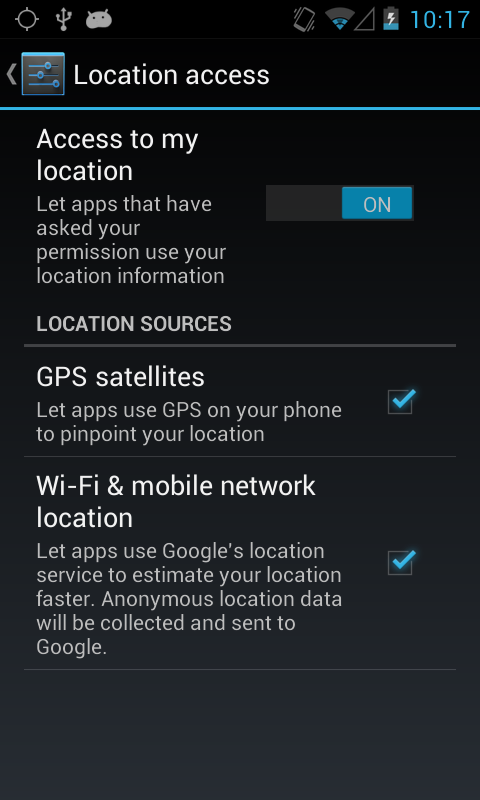 10:17
Location access
Access to my
location
Let apps that have
asked your
permission use your
location information
ON
LOCATION SOURCES
GPS satellites
Let apps use GPS on your phone
to pinpoint your location
Wi-Fi & mobile network
location
Let apps use Google's location
service to estimate your location
faster. Anonymous location data
will be collected and sent to
Google.